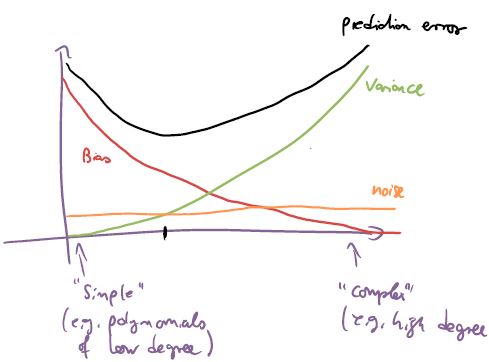 prediction error
Variance
Bias
noise
"Simple"
(e.g. polynomials
of low degree)
"Complex"
(e.g. high degree